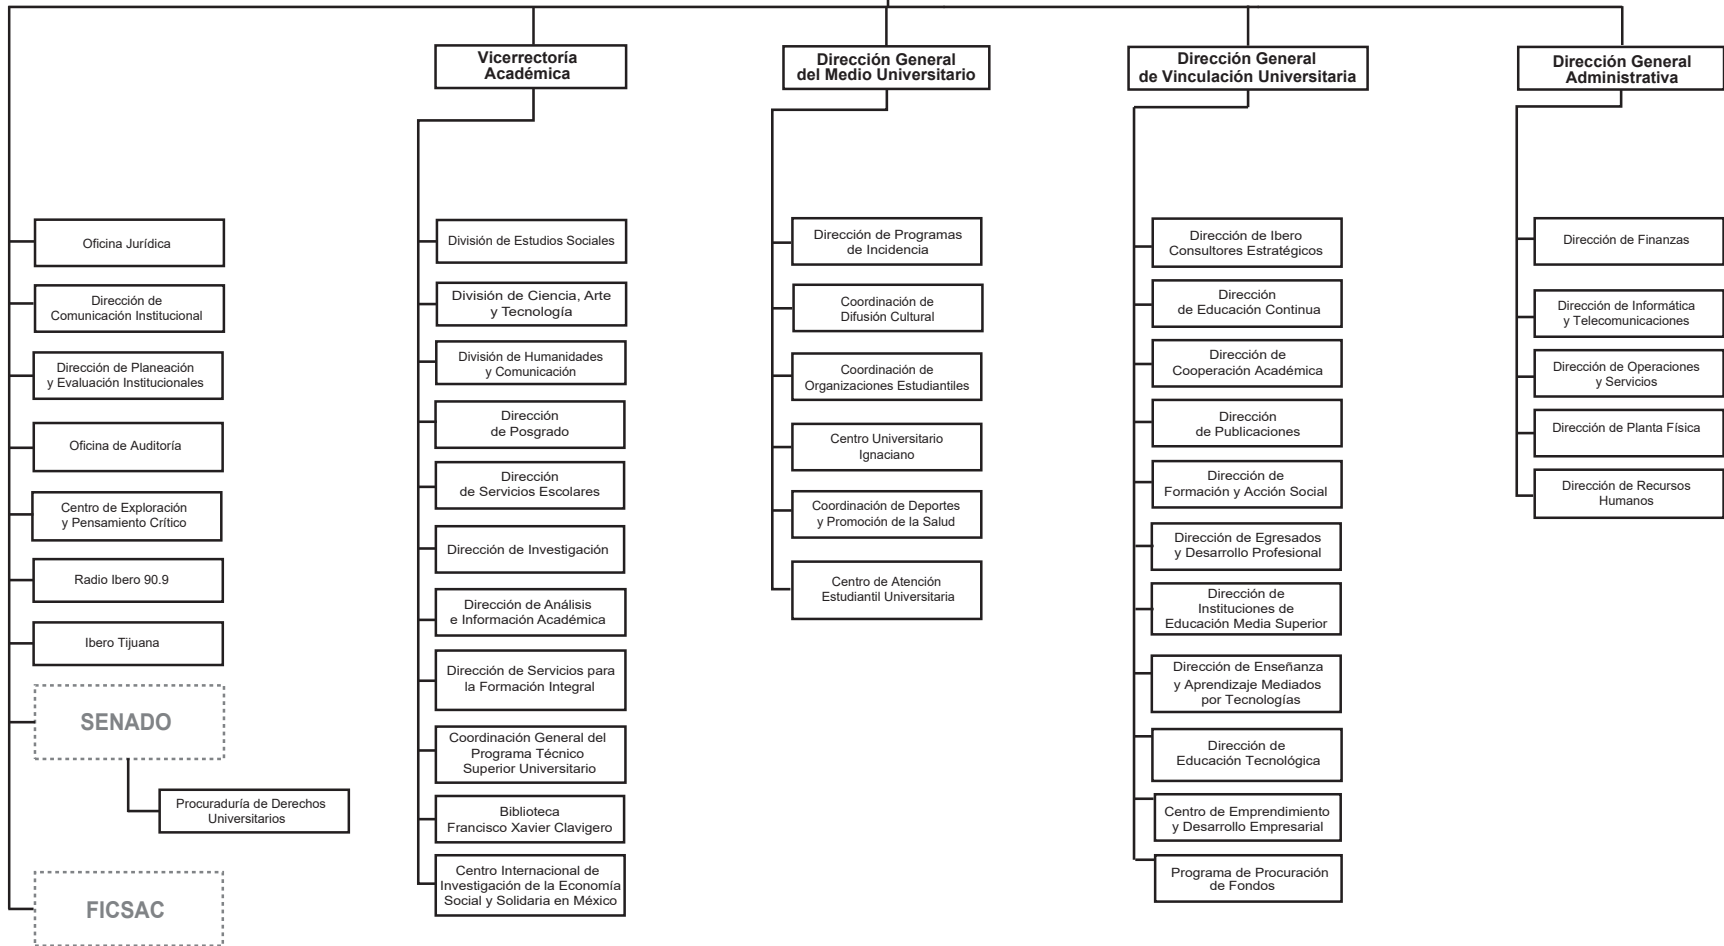 Vicerrectoría
Académica
Dirección General
del Medio Universitario
Dirección General
de Vinculación Universitaria
Dirección General
Administrativa
Oficina Jurídica
Dirección de
Comunicación Institucional
Dirección de Planeación
y Evaluación Institucionales
Oficina de Auditoría
Centro de Exploración
y Pensamiento Crítico
Radio Ibero 90.9
Ibero Tijuana
SENADO
Procuraduría de Derechos
Universitarios
FICSAC
División de Estudios Sociales
División de Ciencia, Arte
y Tecnología
División de Humanidades
y Comunicación
Dirección
de Posgrado
Dirección
de Servicios Escolares
Dirección de Investigación
Dirección de Análisis
e Información Académica
Dirección de Servicios para
la Formación Integral
Coordinación General del
Programa Técnico
Superior Universitario
Biblioteca
Francisco Xavier Clavigero
Centro Internacional de
Investigación de la Economía
Social y Solidaria en México
Dirección de Programas
de Incidencia
Coordinación de
Difusión Cultural
Coordinación de
Organizaciones Estudiantiles
Centro Universitario
Ignaciano
Coordinación de Deportes
y Promoción de la Salud
Centro de Atención
Estudiantil Universitaria
Dirección de Ibero
Consultores Estratégicos
Dirección
de Educación Continua
Dirección de
Cooperación Académica
Dirección
de Publicaciones
Dirección de
Formación y Acción Social
Dirección de Egresados
y Desarrollo Profesional
Dirección de
Instituciones de
Educación Media Superior
Dirección de Enseñanza
y Aprendizaje Mediados
por Tecnologías
Dirección de
Educación Tecnológica
Centro de Emprendimiento
y Desarrollo Empresarial
Programa de Procuración
de Fondos
Dirección de Finanzas
Dirección de Informática
y Telecomunicaciones
Dirección de Operaciones
y Servicios
Dirección de Planta Física
Dirección de Recursos
Humanos